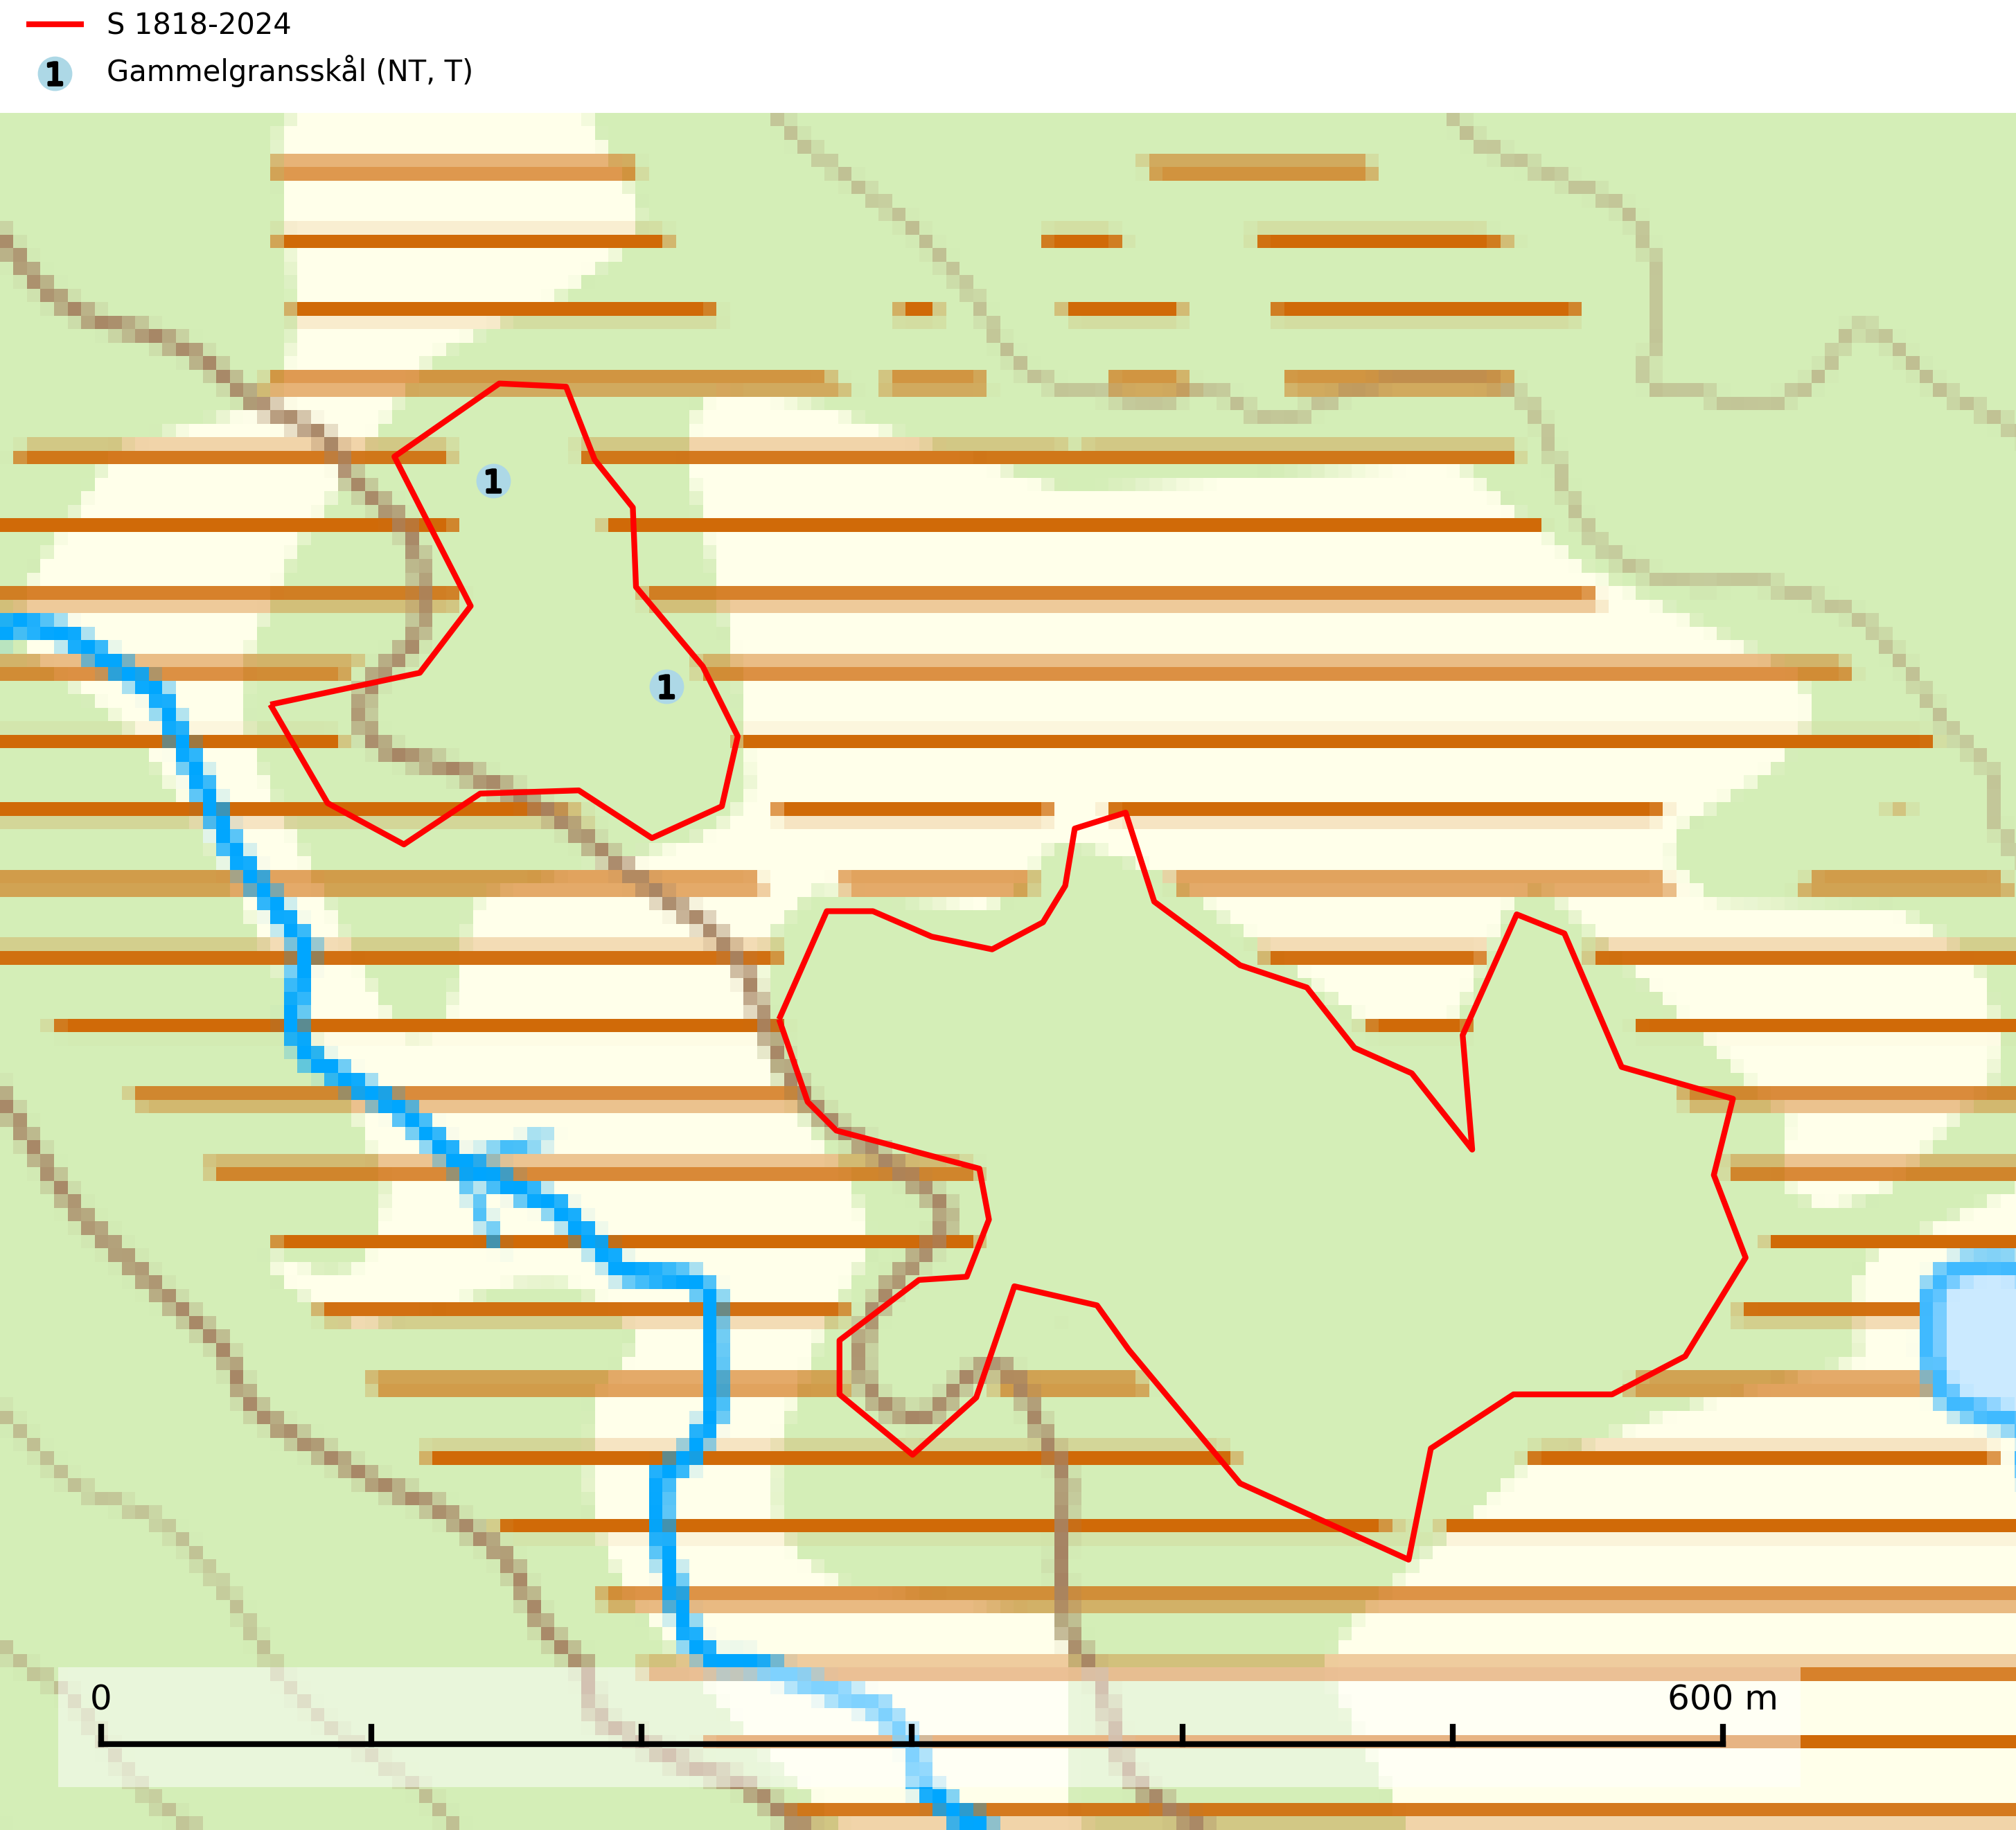 S 1818-2024
1 Gammelgransskål (NT, T)
1
1
0 600 m